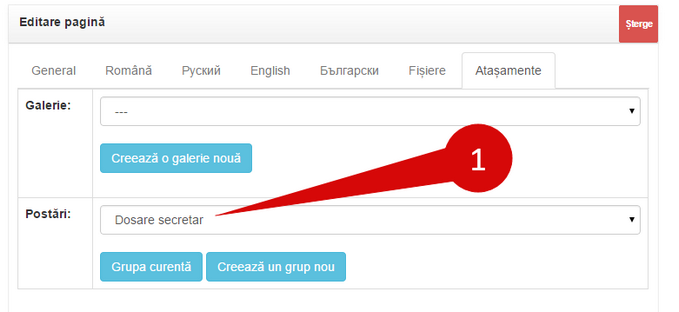 Editare pagină
Șterge
General Română Руский English Български Fișiere Atașamente
Galerie:
---
Creează o galerie nouă
1
Postări:
Dosare secretar
Grupa curentă Creează un grup nou